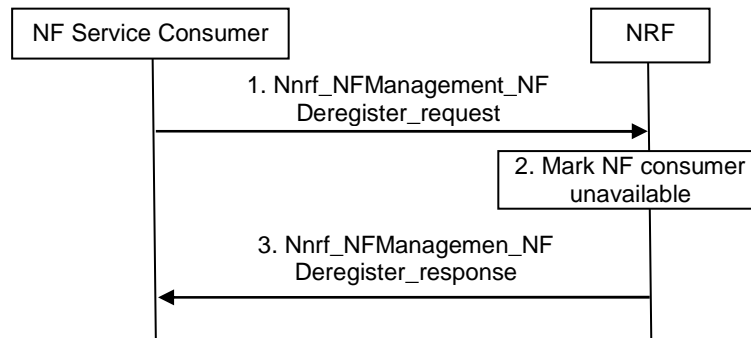 NF Service Consumer
NRF
1. Nnrf_NFManagement_NF
Deregister_request
2. Mark NF consumer
unavailable
3. Nnrf_NFManagemen_NF
Deregister_response